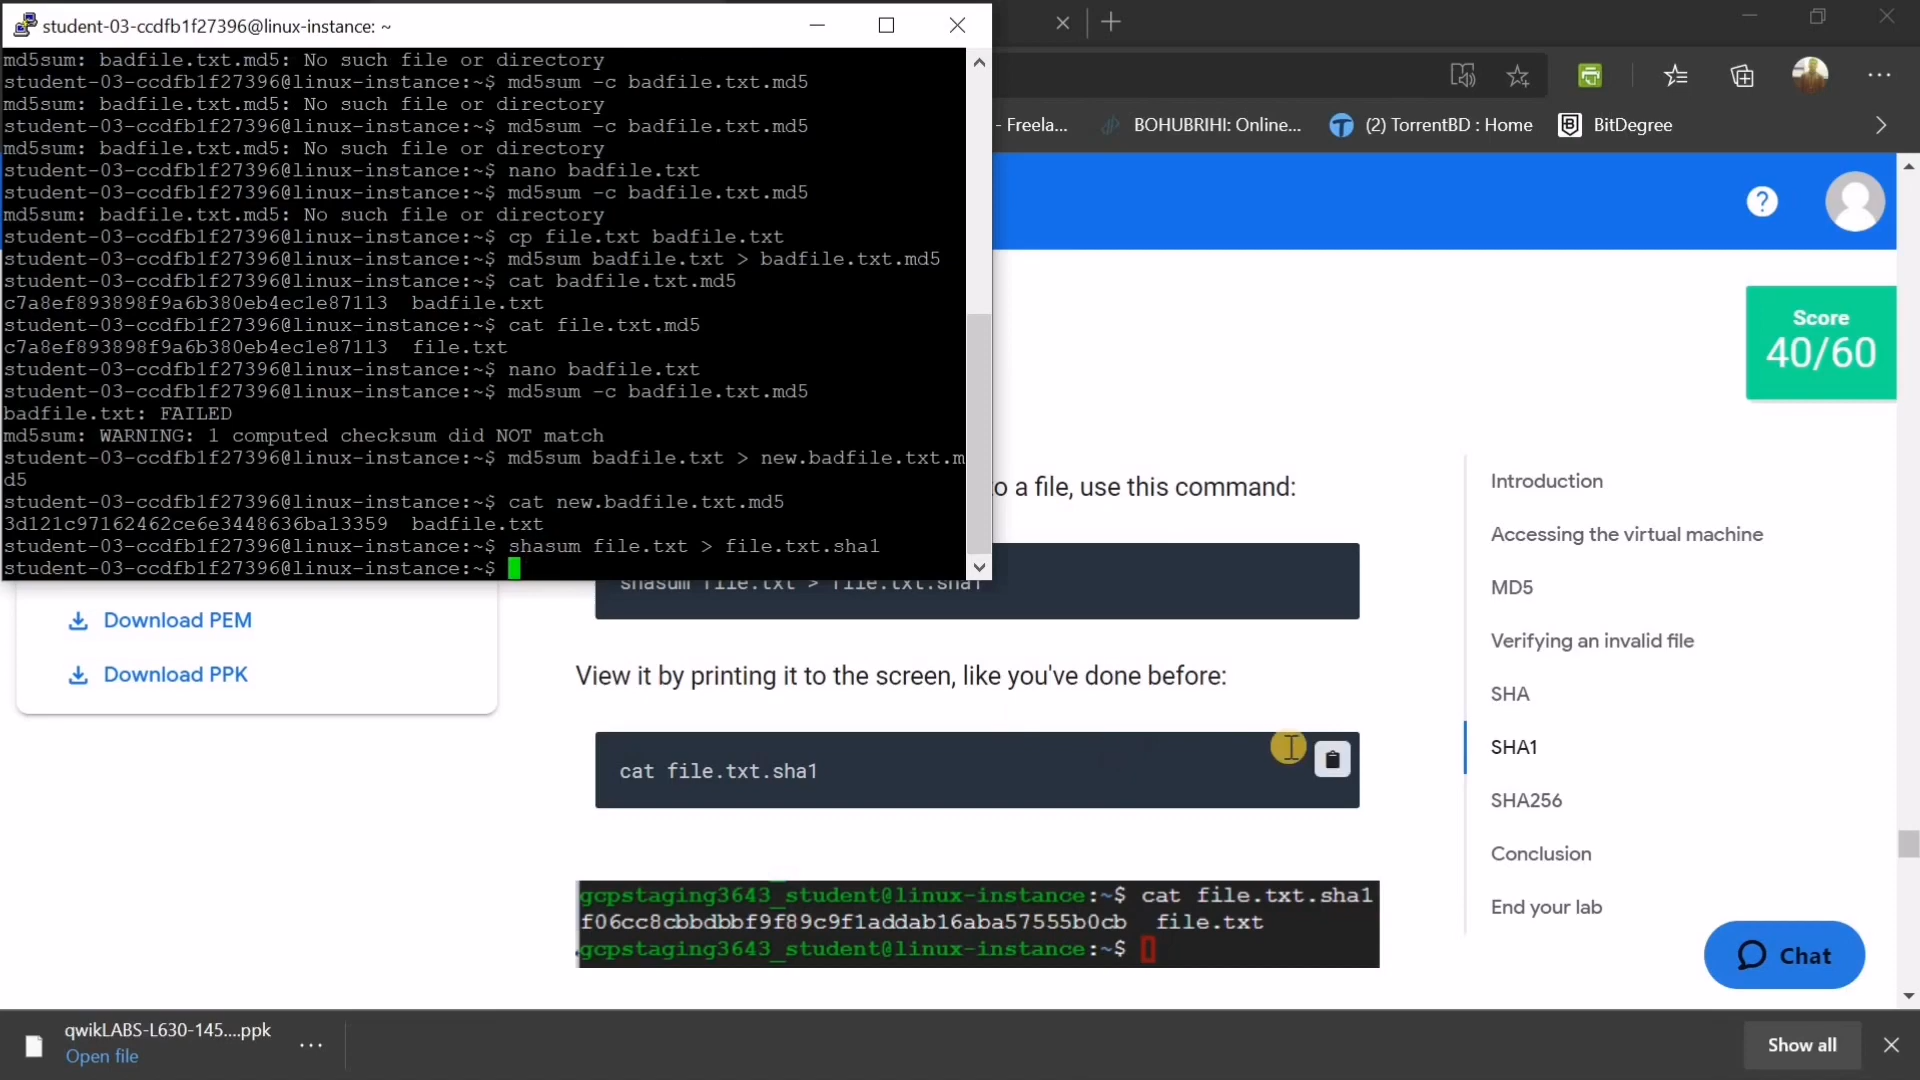 student-03-ccdfb1f27396@linux-instance: ~
md5sum: badfile.txt.md5: No such file or directory
student-03-ccdfb1f27396@linux-instance:~$ md5sum -c badfile.txt.md5
md5sum: badfile.txt.md5: No such file or directory
student-03-ccdfb1f27396@linux-instance:~$ md5sum -c badfile.txt.md5
md5sum: badfile.txt.md5: No such file or directory
student-03-ccdfb1f27396@linux-instance:~$ nano badfile.txt
student-03-ccdfb1f27396@linux-instance:~$ md5sum -c badfile.txt.md5
md5sum: badfile.txt.md5: No such file or directory
student-03-ccdfb1f27396@linux-instance:~$ cp file.txt badfile.txt
student-03-ccdfb1f27396@linux-instance:~$ md5sum badfile.txt > badfile.txt.md5
student-03-ccdfb1f27396@linux-instance:~$ cat badfile.txt.md5
c7a8ef893898f9a6b380eb4ec1e87113  badfile.txt
student-03-ccdfb1f27396@linux-instance:~$ cat file.txt.md5
c7a8ef893898f9a6b380eb4ec1e87113  file.txt
student-03-ccdfb1f27396@linux-instance:~$ nano badfile.txt
student-03-ccdfb1f27396@linux-instance:~$ md5sum -c badfile.txt.md5
badfile.txt: FAILED
md5sum: WARNING: 1 computed checksum did NOT match
student-03-ccdfb1f27396@linux-instance:~$ md5sum badfile.txt > new.badfile.txt.m
d5
student-03-ccdfb1f27396@linux-instance:~$ cat new.badfile.txt.md5
3d121c97162462ce6e3448636ba13359  badfile.txt
student-03-ccdfb1f27396@linux-instance:~$ shasum file.txt > file.txt.sha1
student-03-ccdfb1f27396@linux-instance:~$
- Freela...
BOHUBRIHI: Online...
(2) TorrentBD : Home
BitDegree
Score
40/60
o a file, use this command:
shasum file.txt > file.txt.sha1
Download PEM
Download PPK
View it by printing it to the screen, like you've done before:
cat file.txt.sha1
gcpstaging3643_student@linux-instance:~$ cat file.txt.sha1
f06cc8cbbdbbf9f89c9f1addab16aba57555b0cb  file.txt
gcpstaging3643_student@linux-instance:~$
Introduction
Accessing the virtual machine
MD5
Verifying an invalid file
SHA
SHA1
SHA256
Conclusion
End your lab
Chat
qwikLABS-L630-145....ppk
Open file
Show all